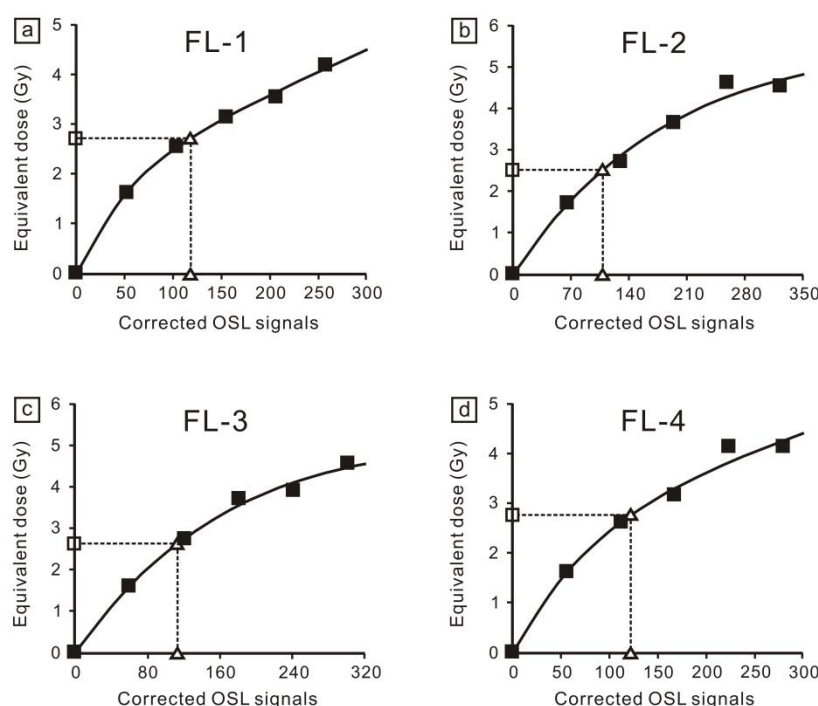 a
FL-1
5
4
3
2
1
0
Equivalent dose (Gy)
0 50 100 150 200 250 300
Corrected OSL signals
b
FL-2
6
5
4
3
2
1
0
Equivalent dose (Gy)
0 70 140 210 280 350
Corrected OSL signals
c
FL-3
6
5
4
3
2
1
0
Equivalent dose (Gy)
0 80 160 240 320
Corrected OSL signals
d
FL-4
5
4
3
2
1
0
Equivalent dose (Gy)
0 50 100 150 200 250 300
Corrected OSL signals